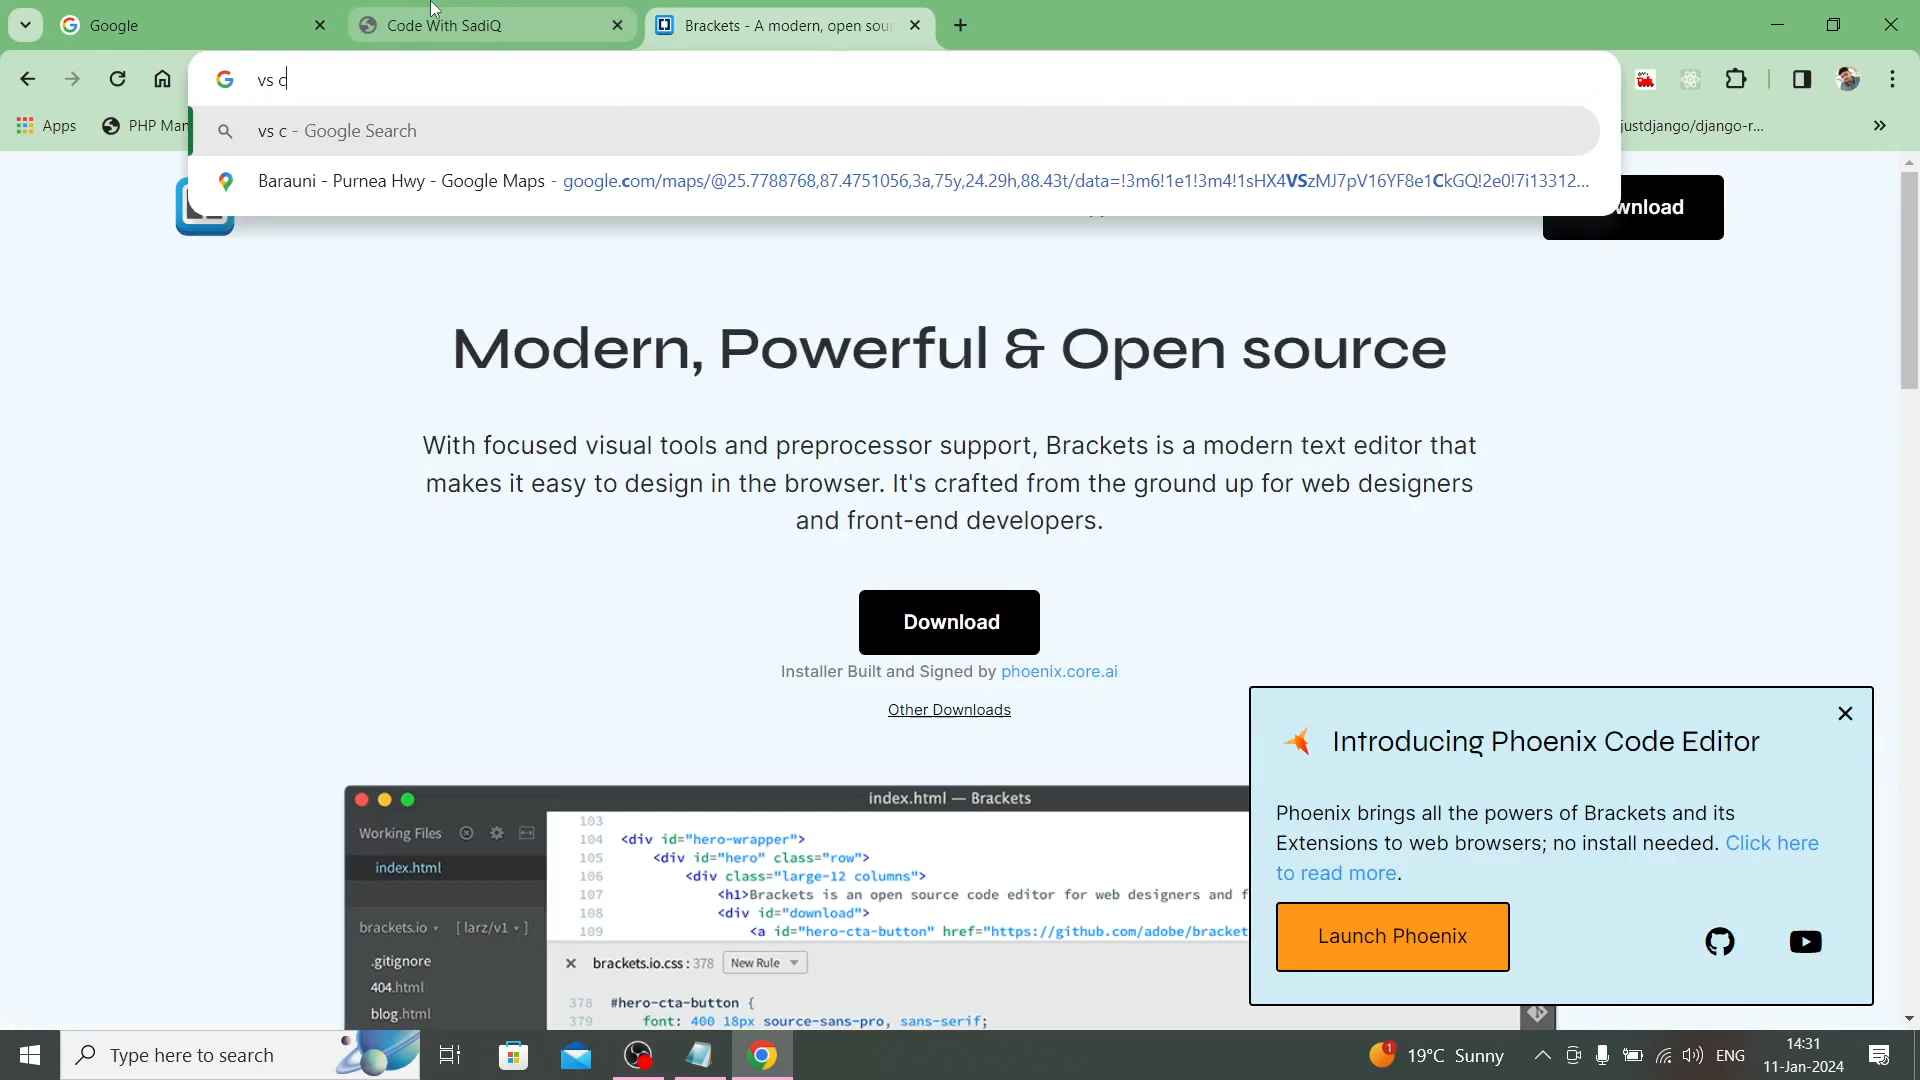 Google
Code With SadiQ
Brackets - A modern, open sour
vs c
Apps
PHP Man
justdjango/django-r...
vs c - Google Search
Barauni - Purnea Hwy - Google Maps - google.com/maps/@25.7788768,87.4751056,3a,75y,24.29h,88.43t/data=!3m6!1e1!3m4!1sHX4VSzMJ7pV16YF8e1CkGQ!2e0!7i13312...
wnload
Modern, Powerful & Open source
With focused visual tools and preprocessor support, Brackets is a modern text editor that
makes it easy to design in the browser. It's crafted from the ground up for web designers
and front-end developers.
Download
Installer Built and Signed by phoenix.core.ai
Other Downloads
Introducing Phoenix Code Editor
Phoenix brings all the powers of Brackets and its
Extensions to web browsers; no install needed. Click here
to read more.
Launch Phoenix
index.html — Brackets
Working Files
index.html
brackets.io
[ larz/v1 ]
.gitignore
404.html
blog.html
103
104 <div id="hero-wrapper">
105 <div id="hero" class="row">
106 <div class="large-12 columns">
107 <h1>Brackets is an open source code editor for web designers and f
108 <div id="download">
109 <a id="hero-cta-button" href="https://github.com/adobe/bracket
brackets.io.css : 378 New Rule
378 #hero-cta-button {
379 font: 400 18px source-sans-pro, sans-serif;
Type here to search
1
19°C Sunny
ENG
14:31
11-Jan-2024